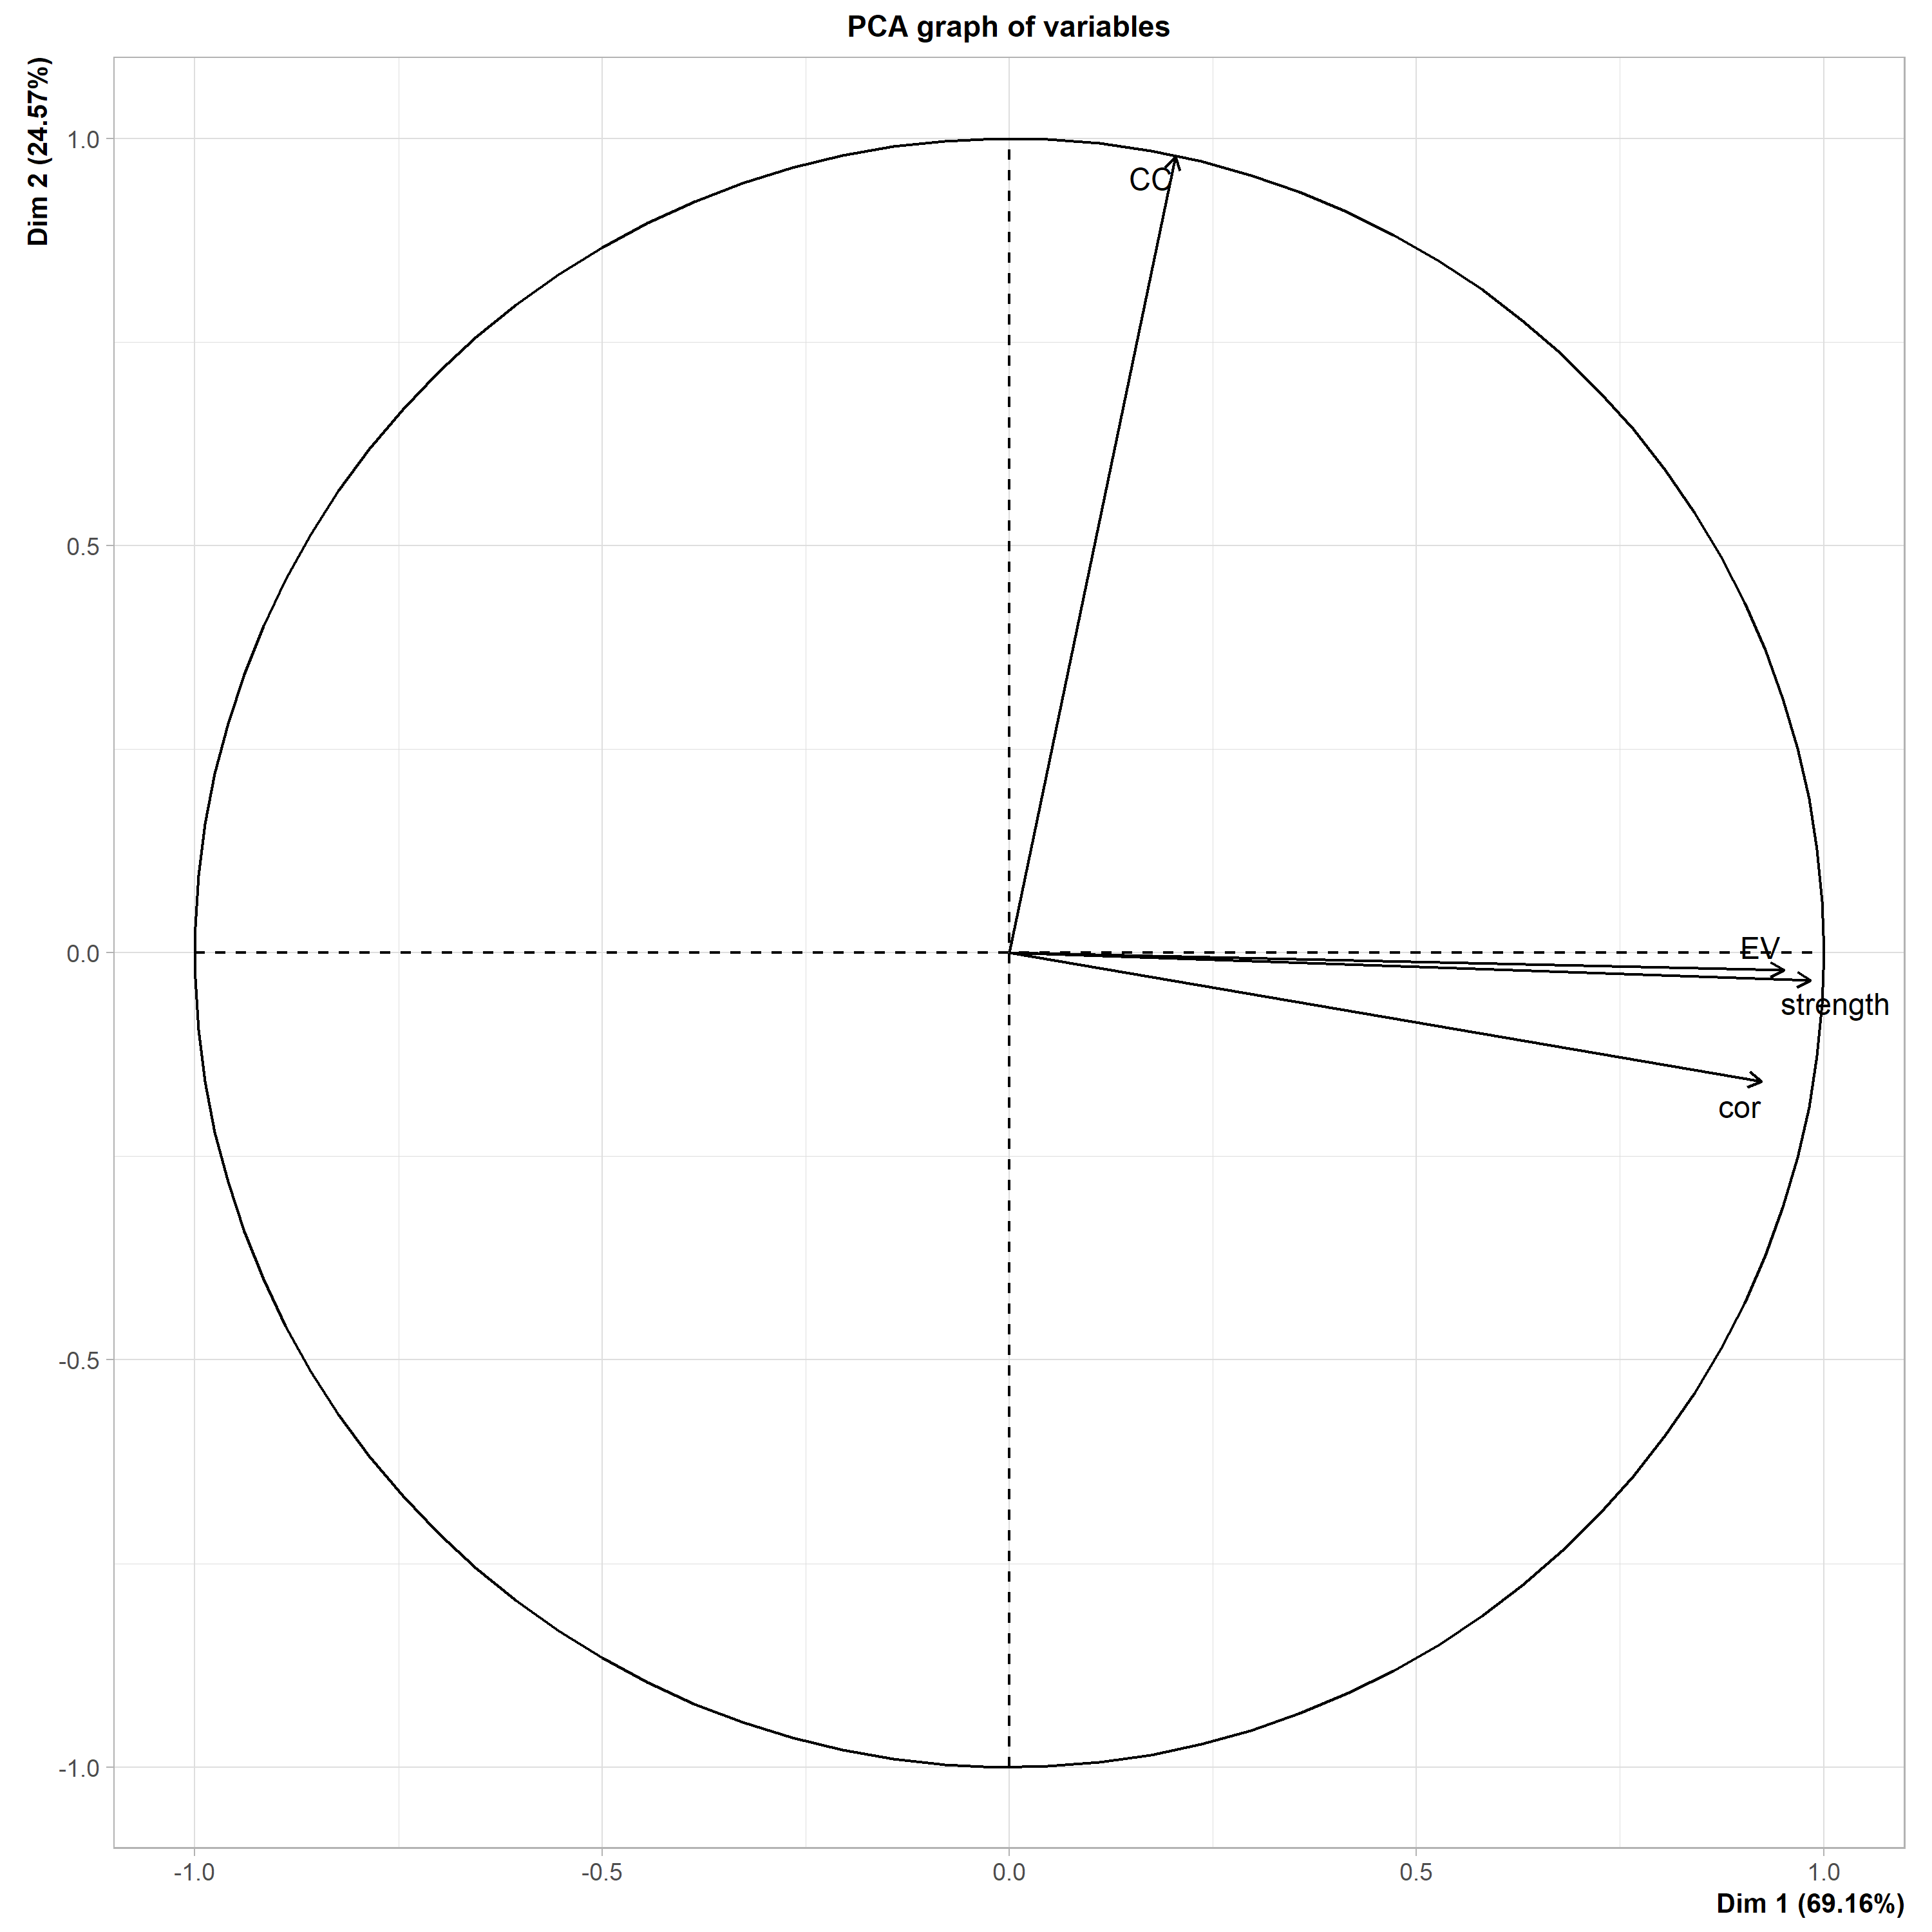 PCA graph of variables
Dim 2 (24.57%)
1.0
0.5
0.0
-0.5
-1.0
CC
EV
strength
cor
-1.0
-0.5
0.0
0.5
1.0
Dim 1 (69.16%)